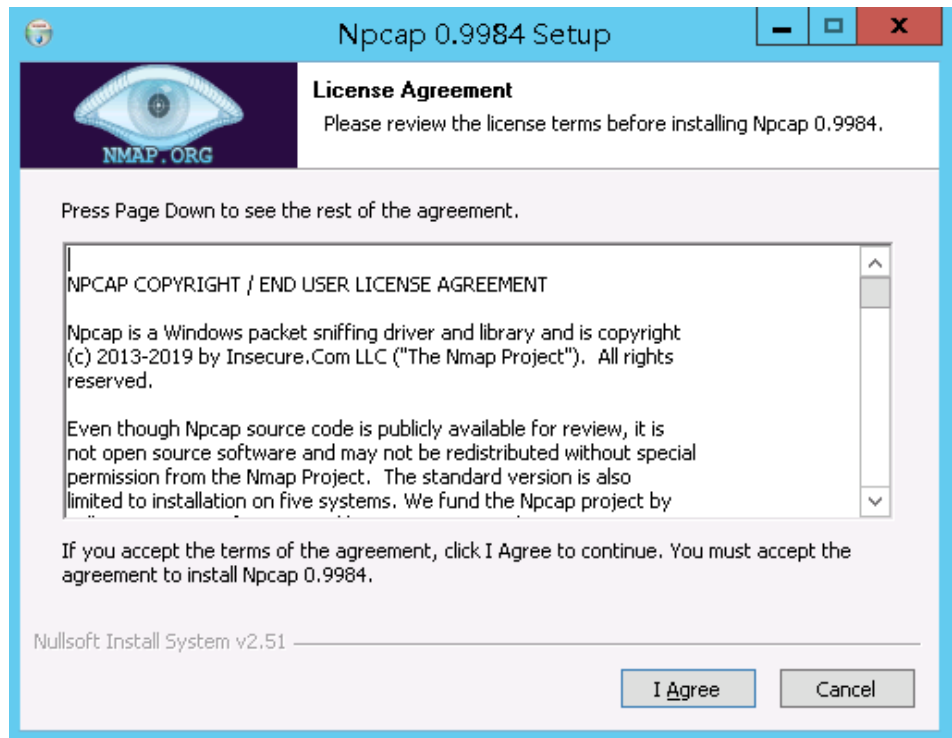 Npcap 0.9984 Setup
NMAP.ORG
License Agreement
Please review the license terms before installing Npcap 0.9984.
Press Page Down to see the rest of the agreement.
NPCAP COPYRIGHT / END USER LICENSE AGREEMENT
Npcap is a Windows packet sniffing driver and library and is copyright
(c) 2013-2019 by Insecure.Com LLC ("The Nmap Project").  All rights
reserved.
Even though Npcap source code is publicly available for review, it is
not open source software and may not be redistributed without special
permission from the Nmap Project.  The standard version is also
limited to installation on five systems. We fund the Npcap project by
If you accept the terms of the agreement, click I Agree to continue. You must accept the
agreement to install Npcap 0.9984.
Nullsoft Install System v2.51
I Agree
Cancel